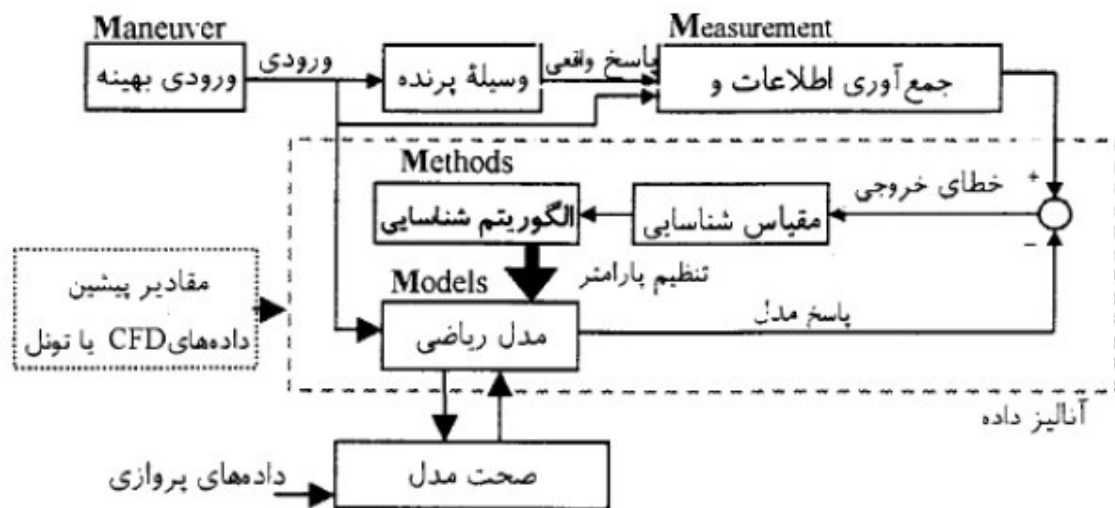 Maneuver
Measurement
ورودی بهینه
ورودی
وسیلهٔ پرنده
پاسخ واقعی
جمع‌آوری اطلاعات و
Methods
خطای خروجی
+
الگوریتم شناسایی
مقیاس شناسایی
−
تنظیم پارامتر
مقادیر پیشین
داده‌های CFD یا تونل
Models
مدل ریاضی
پاسخ مدل
آنالیز داده
صحت مدل
داده‌های پروازی